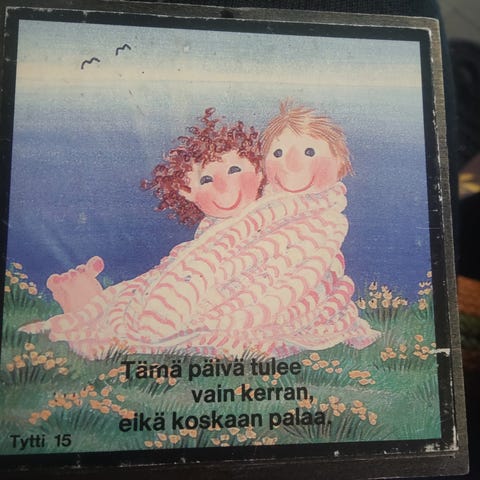 Tämä päivä tulee
vain kerran,
eikä koskaan palaa.
Tytti 15